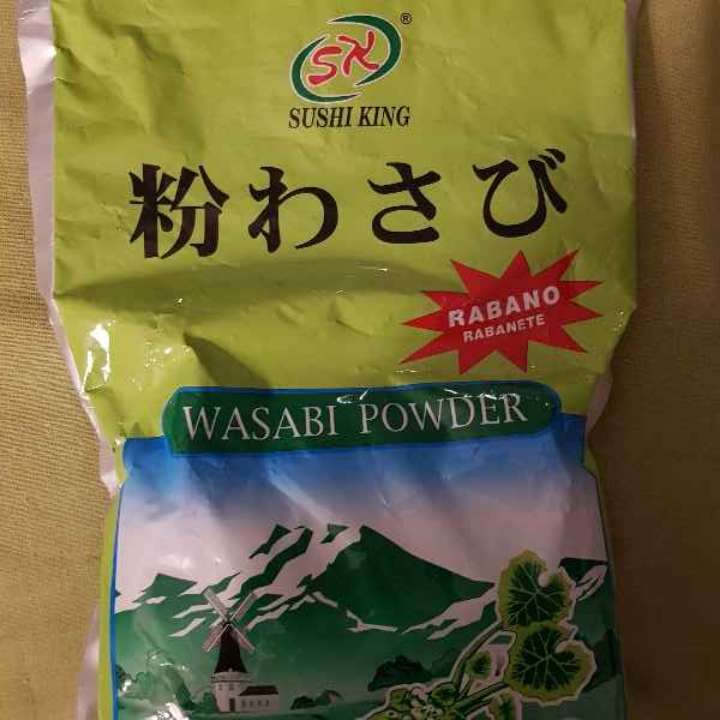 SK®
SUSHI KING
粉わさび
RABANO
RABANETE
WASABI POWDER